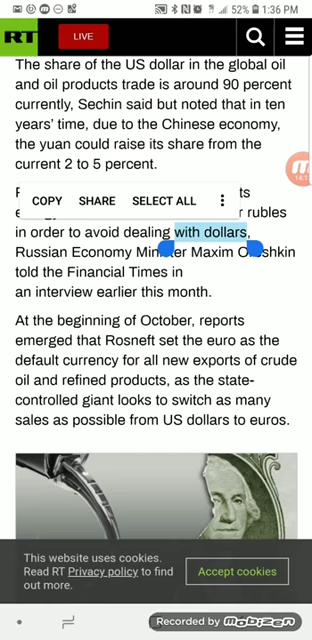 52% 1:36 PM
RT
LIVE
The share of the US dollar in the global oil
and oil products trade is around 90 percent
currently, Sechin said but noted that in ten
years' time, due to the Chinese economy,
the yuan could raise its share from the
current 2 to 5 percent.
COPY SHARE SELECT ALL
rubles
in order to avoid dealing with dollars,
Russian Economy Maxim
told the Financial Times in
an interview earlier this month.
At the beginning of October, reports
emerged that Rosneft set the euro as the
default currency for all new exports of crude
oil and refined products, as the state-
controlled giant looks to switch as many
sales as possible from US dollars to euros.
This website uses cookies.
Read RT Privacy policy to find
out more.
Accept cookies
Recorded by mobizen